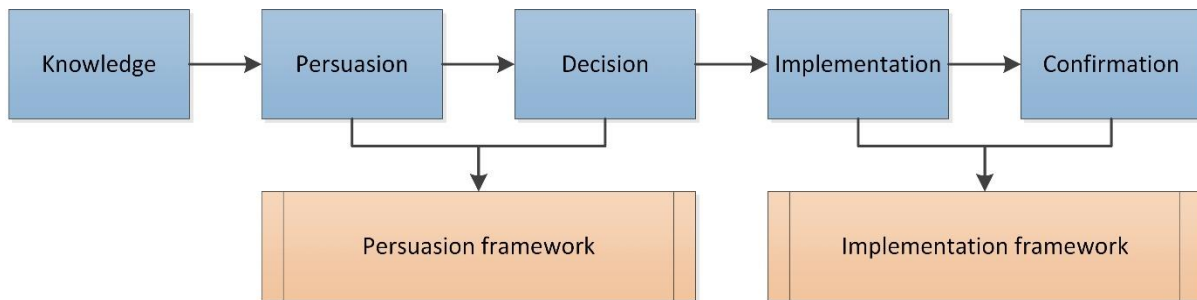 Knowledge
Persuasion
Decision
Implementation
Confirmation
Persuasion framework
Implementation framework